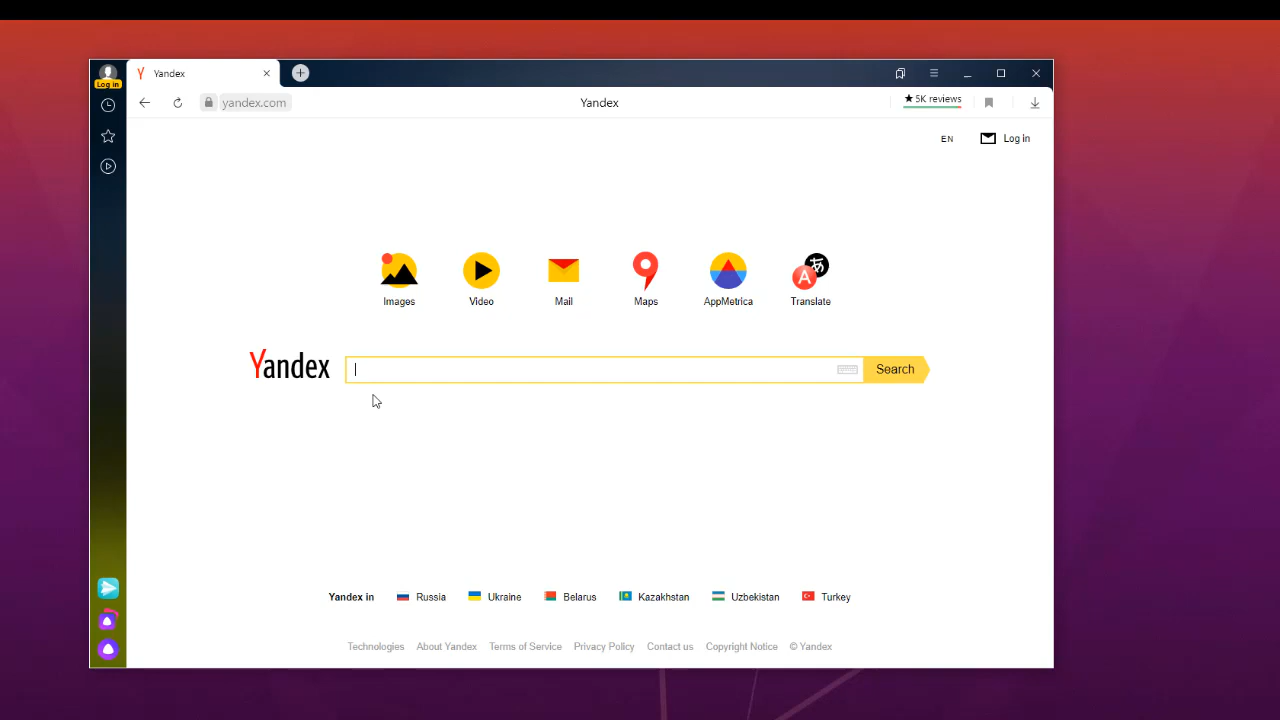 Yandex
Log in
yandex.com
Yandex
★ 5K reviews
EN
Log in
Images
Video
Mail
Maps
AppMetrica
Translate
Yandex
Search
Yandex in
Russia
Ukraine
Belarus
Kazakhstan
Uzbekistan
Turkey
Technologies
About Yandex
Terms of Service
Privacy Policy
Contact us
Copyright Notice
© Yandex